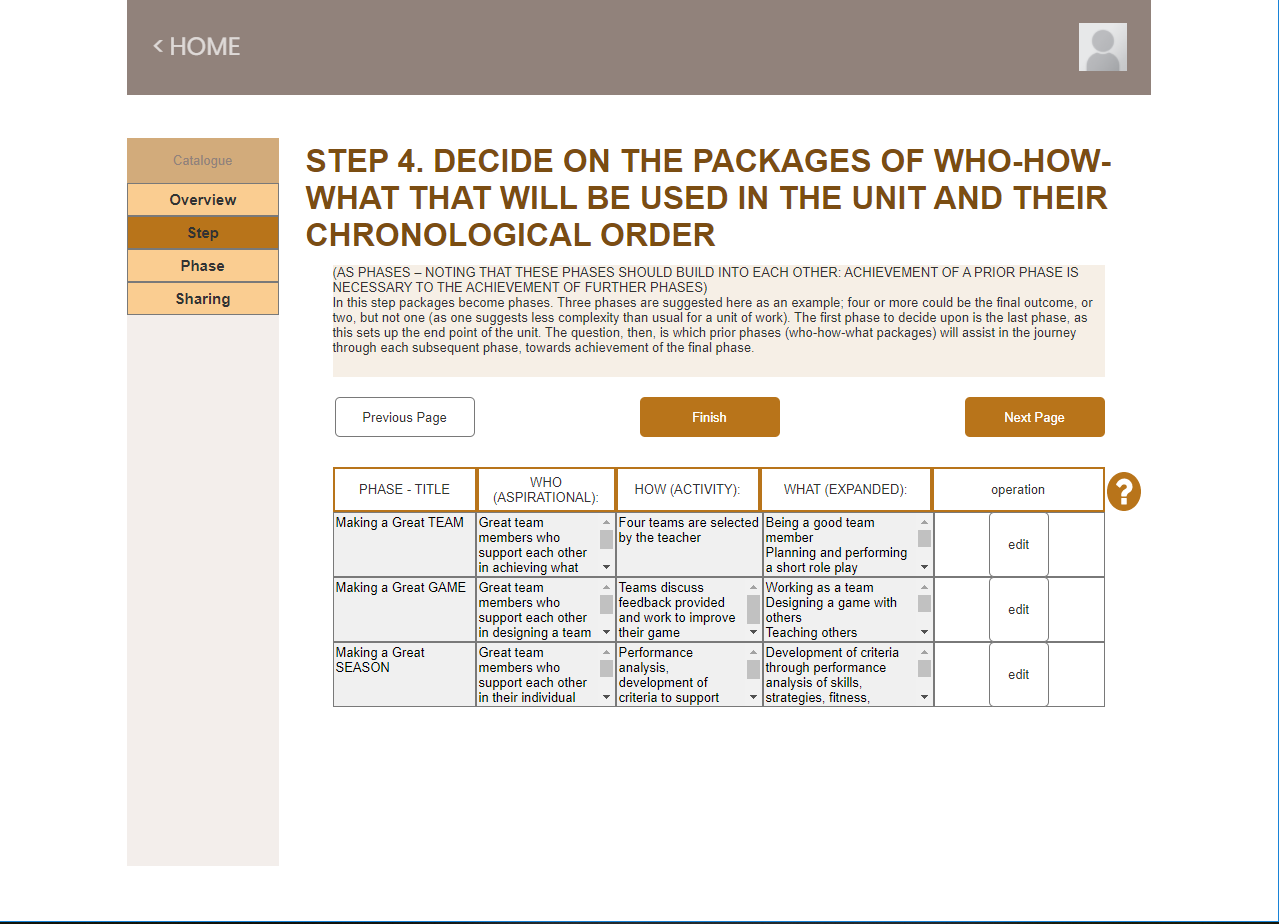 < HOME
Catalogue
Overview
Step
Phase
Sharing
STEP 4. DECIDE ON THE PACKAGES OF WHO-HOW-
WHAT THAT WILL BE USED IN THE UNIT AND THEIR
CHRONOLOGICAL ORDER
(AS PHASES – NOTING THAT THESE PHASES SHOULD BUILD INTO EACH OTHER: ACHIEVEMENT OF A PRIOR PHASE IS
NECESSARY TO THE ACHIEVEMENT OF FURTHER PHASES)
In this step packages become phases. Three phases are suggested here as an example; four or more could be the final outcome, or
two, but not one (as one suggests less complexity than usual for a unit of work). The first phase to decide upon is the last phase, as
this sets up the end point of the unit. The question, then, is which prior phases (who-how-what packages) will assist in the journey
through each subsequent phase, towards achievement of the final phase.
Previous Page
Finish
Next Page
PHASE - TITLE
WHO
(ASPIRATIONAL):
HOW (ACTIVITY):
WHAT (EXPANDED):
operation
?
Making a Great TEAM
Great team
members who
support each other
in achieving what
Four teams are selected
by the teacher
Being a good team
member
Planning and performing
a short role play
edit
Making a Great GAME
Great team
members who
support each other
in designing a team
Teams discuss
feedback provided
and work to improve
their game
Working as a team
Designing a game with
others
Teaching others
edit
Making a Great
SEASON
Great team
members who
support each other
in their individual
Performance
analysis,
development of
criteria to support
Development of criteria
through performance
analysis of skills,
strategies, fitness,
edit